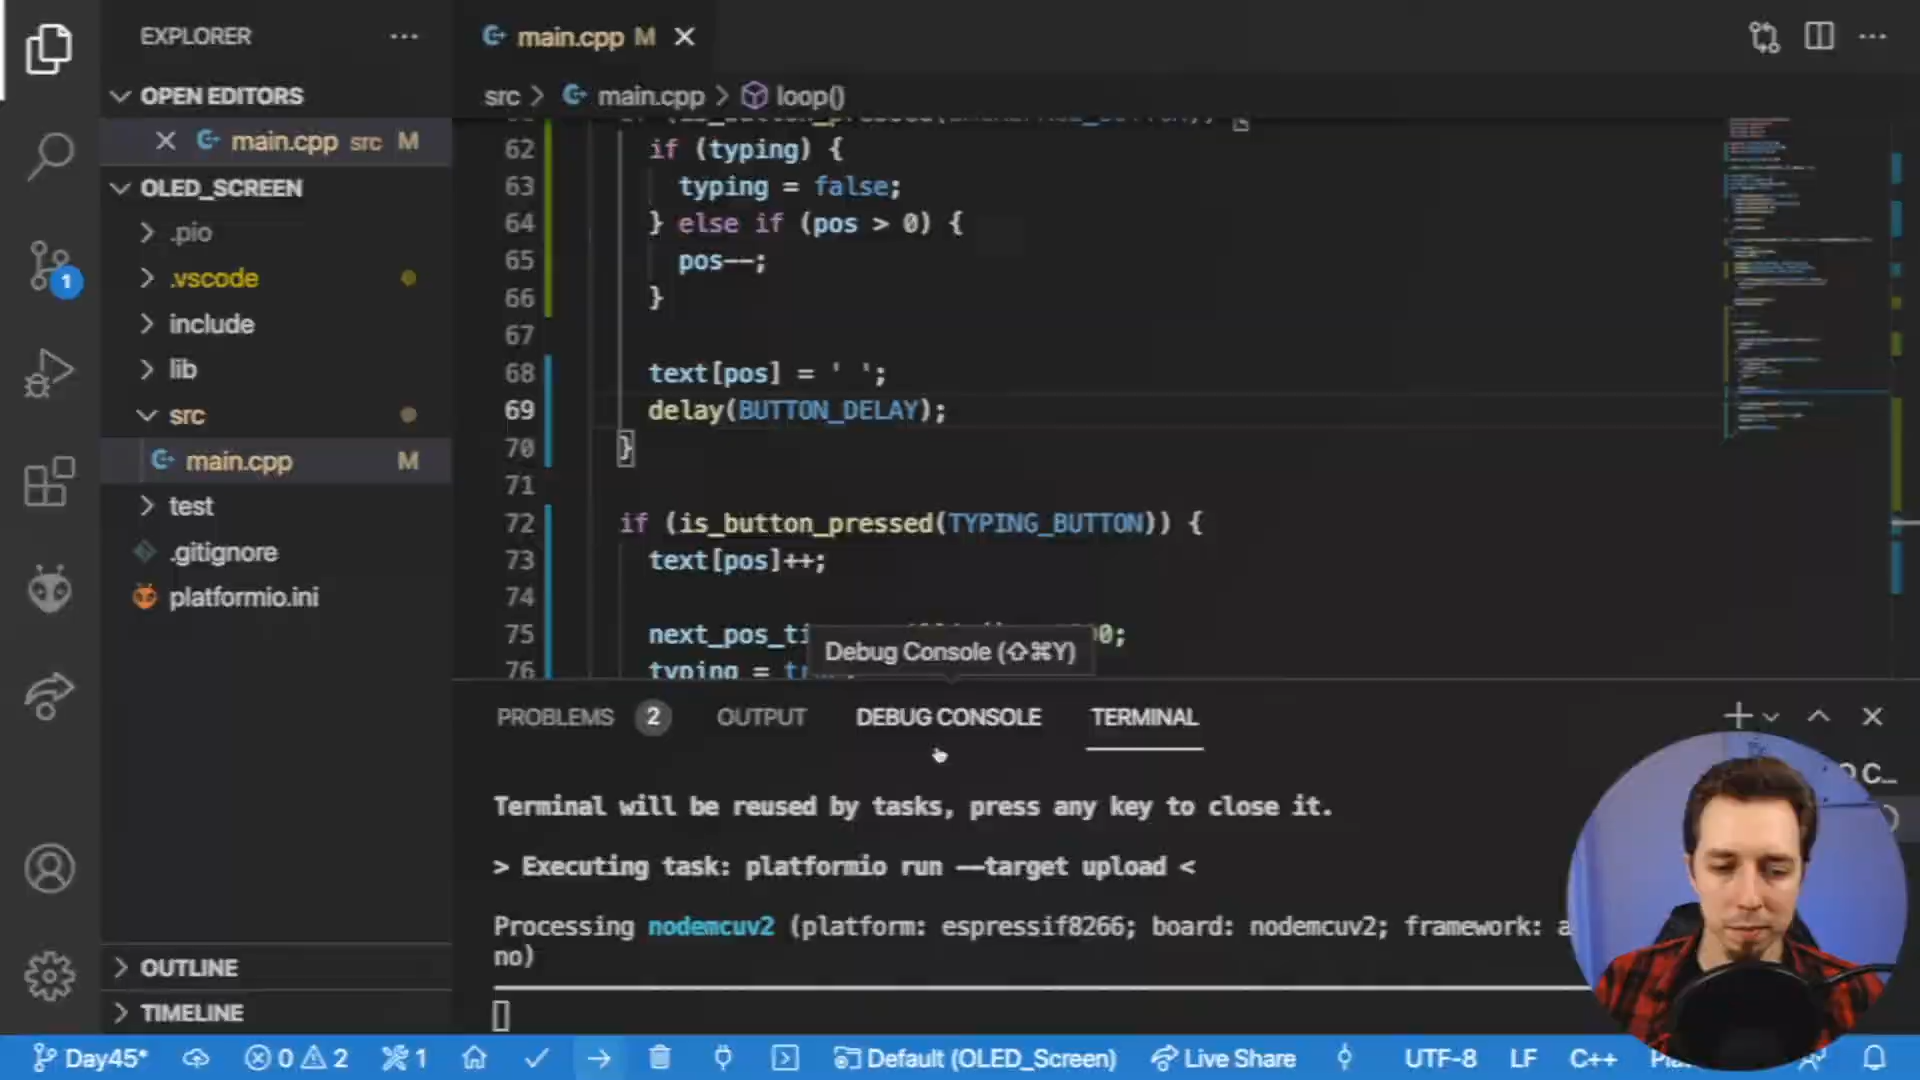 EXPLORER
main.cpp M
OPEN EDITORS
src
main.cpp
loop()
main.cpp src M
OLED_SCREEN
.pio
.vscode
include
lib
src
main.cpp M
test
.gitignore
platformio.ini
OUTLINE
TIMELINE
62 if (typing) {
63 typing = false;
64 } else if (pos > 0) {
65 pos--;
66 }
67
68 text[pos] = ' ';
69 delay(BUTTON_DELAY);
70 }
71
72 if (is_button_pressed(TYPING_BUTTON)) {
73 text[pos]++;
74
75 next_pos_ti 0;
76 typing = tr
Debug Console (⇧⌘Y)
PROBLEMS 2 OUTPUT DEBUG CONSOLE TERMINAL
Terminal will be reused by tasks, press any key to close it.
> Executing task: platformio run --target upload <
Processing nodemcuv2 (platform: espressif8266; board: nodemcuv2; framework: a
no)
1
Day45* 0 2 1 Default (OLED_Screen) Live Share UTF-8 LF C++